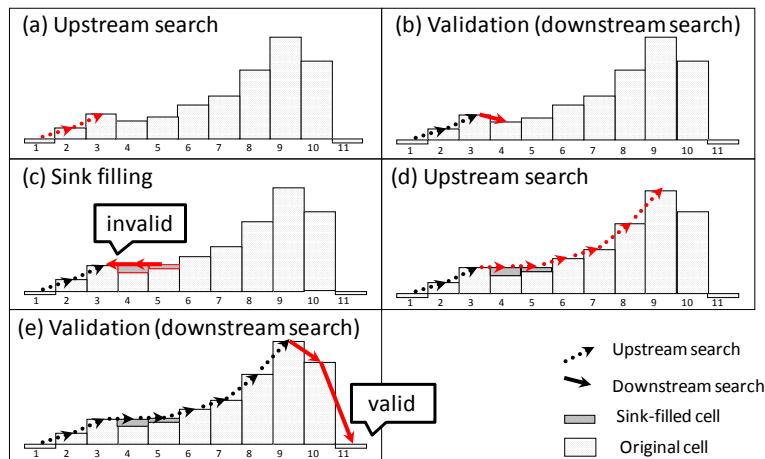 (a) Upstream search
1 2 3 4 5 6 7 8 9 10 11
(b) Validation (downstream search)
1 2 3 4 5 6 7 8 9 10 11
(c) Sink filling
invalid
1 2 3 4 5 6 7 8 9 10 11
(d) Upstream search
1 2 3 4 5 6 7 8 9 10 11
(e) Validation (downstream search)
valid
1 2 3 4 5 6 7 8 9 10 11
Upstream search
Downstream search
Sink-filled cell
Original cell